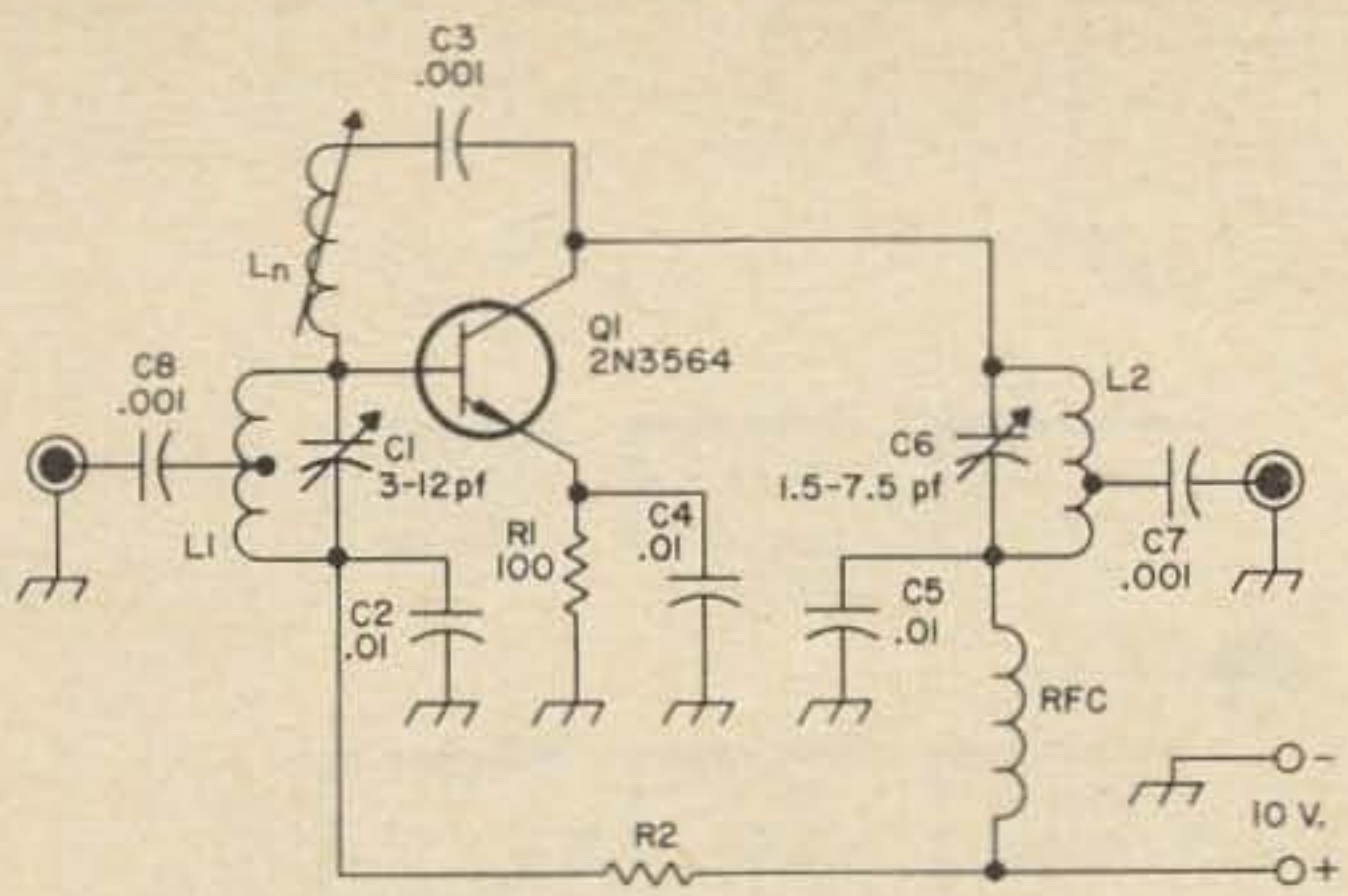 C3
.001
Ln
Q1
2N3564
C8
.001
L2
C1
3-12pf
C6
1.5-7.5 pf
L1
R1
100
C4
.01
C7
.001
C2
.01
C5
.01
RFC
-
10 V.
R2
+